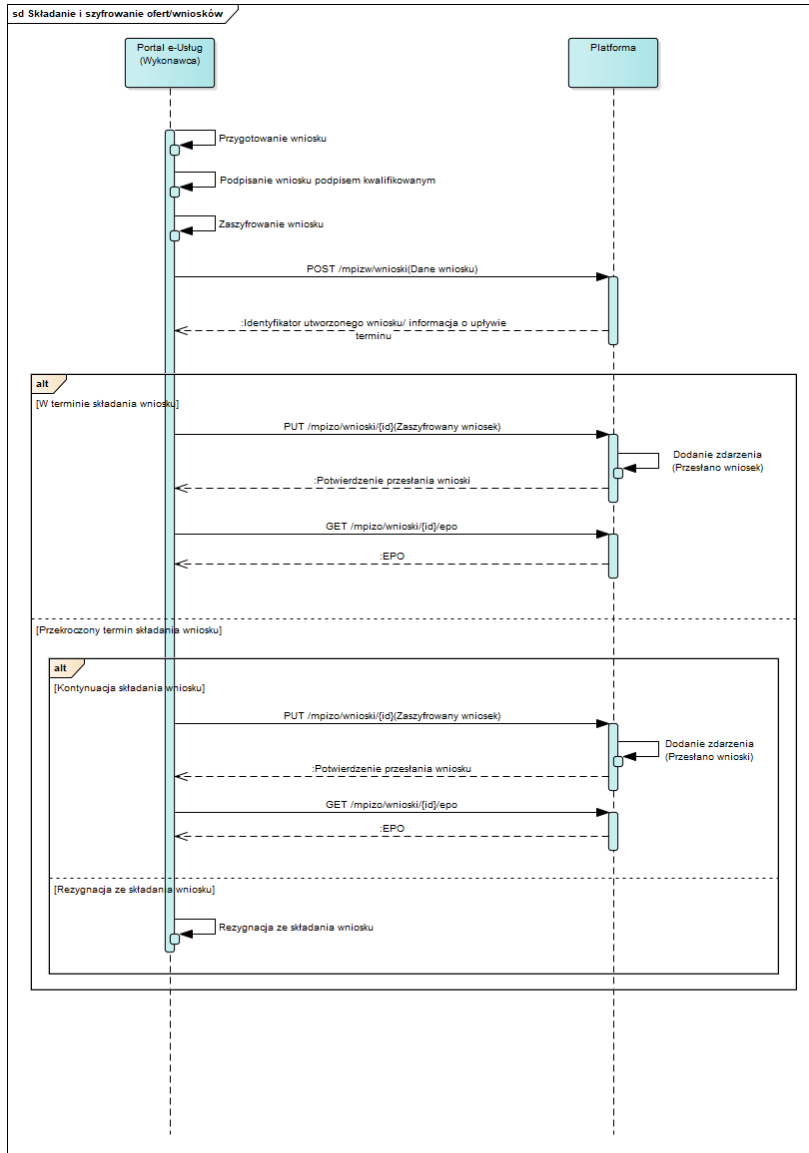 sd Składanie i szyfrowanie ofert/wniosków
Portal e-Usług
(Wykonawca)
Platforma
Przygotowanie wniosku
Podpisanie wniosku podpisem kwalifikowanym
Zaszyfrowanie wniosku
POST /mpizw/wnioski(Dane wniosku)
:Identyfikator utworzonego wniosku/ informacja o upływie
terminu
alt
[W terminie składania wniosku]
PUT /mpizo/wnioski/{id}(Zaszyfrowany wniosek)
Dodanie zdarzenia
(Przesłano wniosek)
:Potwierdzenie przesłania wnioski
GET /mpizo/wnioski/{id}/epo
:EPO
[Przekroczony termin składania wniosku]
alt
[Kontynuacja składania wniosku]
PUT /mpizo/wnioski/{id}(Zaszyfrowany wniosek)
Dodanie zdarzenia
(Przesłano wnioski)
:Potwierdzenie przesłania wniosku
GET /mpizo/wnioski/{id}/epo
:EPO
[Rezygnacja ze składania wniosku]
Rezygnacja ze składania wniosku